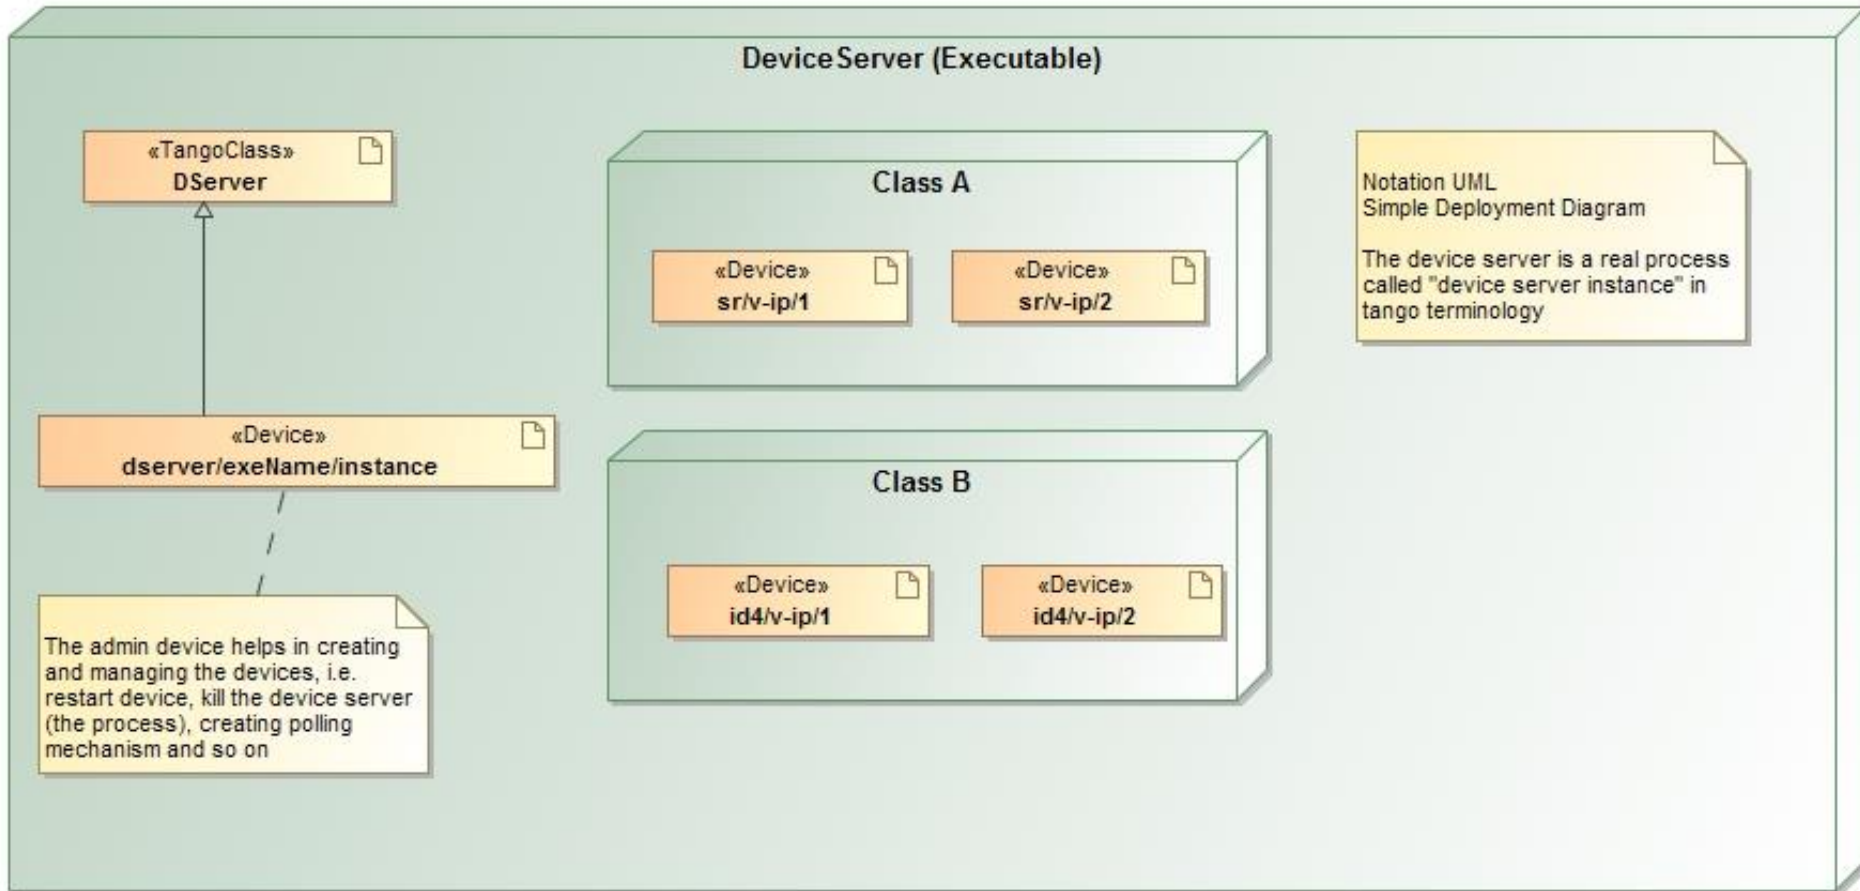 DeviceServer (Executable)
«TangoClass»
DServer
«Device»
dserver/exeName/instance
The admin device helps in creating
and managing the devices, i.e.
restart device, kill the device server
(the process), creating polling
mechanism and so on
Class A
«Device»
sr/v-ip/1
«Device»
sr/v-ip/2
Class B
«Device»
id4/v-ip/1
«Device»
id4/v-ip/2
Notation UML
Simple Deployment Diagram
The device server is a real process
called "device server instance" in
tango terminology